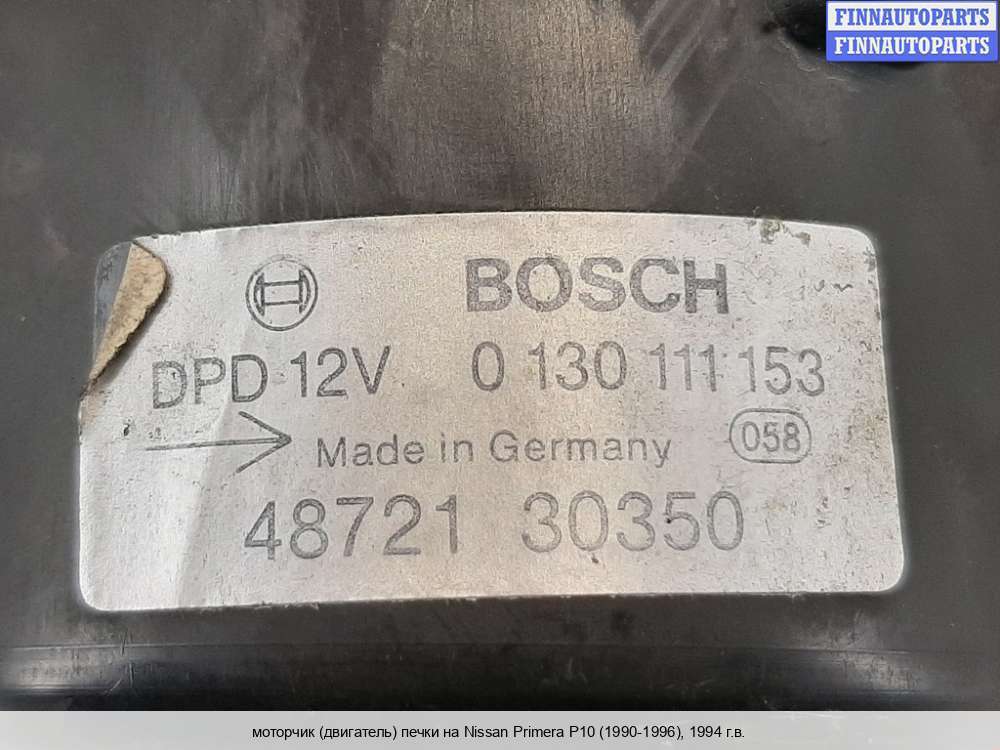 FINNAUTOPARTS
FINNAUTOPARTS
BOSCH
DPD 12V 0 130 111 153
Made in Germany 058
48721 30350
моторчик (двигатель) печки на Nissan Primera P10 (1990-1996), 1994 г.в.